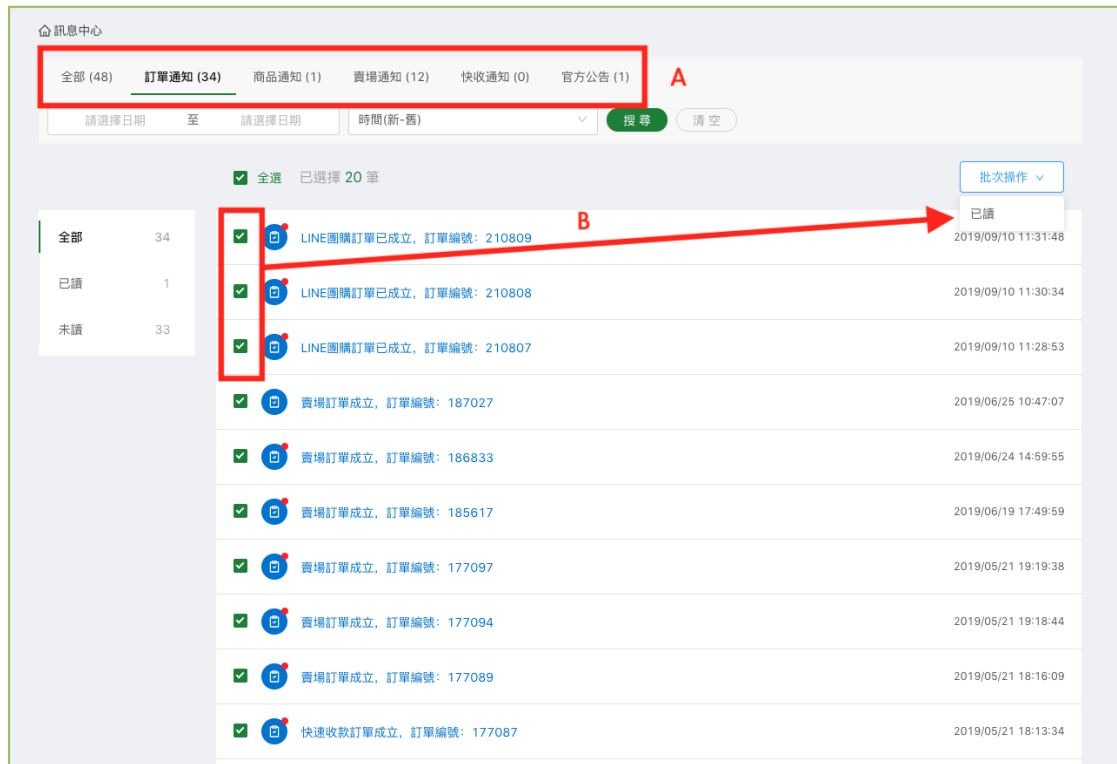 訊息中心
全部 (48) 訂單通知 (34) 商品通知 (1) 賣場通知 (12) 快收通知 (0) 官方公告 (1) A
請選擇日期 至 請選擇日期 時間(新-舊) 搜尋 清空
全選 已選擇 20 筆 批次操作
已讀
B
全部 34
已讀 1
未讀 33
LINE團購訂單已成立, 訂單編號: 210809 2019/09/10 11:31:48
LINE團購訂單已成立, 訂單編號: 210808 2019/09/10 11:30:34
LINE團購訂單已成立, 訂單編號: 210807 2019/09/10 11:28:53
賣場訂單成立, 訂單編號: 187027 2019/06/25 10:47:07
賣場訂單成立, 訂單編號: 186833 2019/06/24 14:59:55
賣場訂單成立, 訂單編號: 185617 2019/06/19 17:49:59
賣場訂單成立, 訂單編號: 177097 2019/05/21 19:19:38
賣場訂單成立, 訂單編號: 177094 2019/05/21 19:18:44
賣場訂單成立, 訂單編號: 177089 2019/05/21 18:16:09
快速收款訂單成立, 訂單編號: 177087 2019/05/21 18:13:34